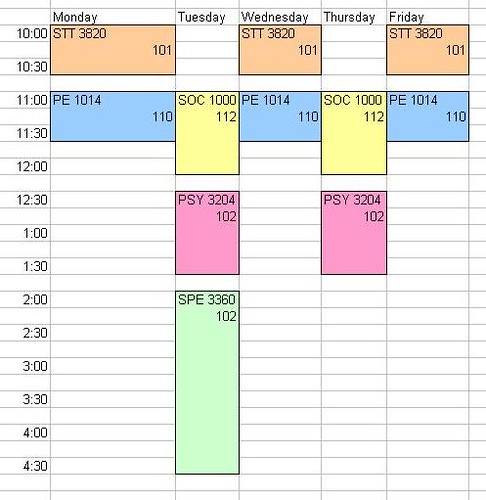 Monday Tuesday Wednesday Thursday Friday
10:00 STT 3820 STT 3820 STT 3820
101 101 101
10:30
11:00 PE 1014 SOC 1000 PE 1014 SOC 1000 PE 1014
110 112 110 112 110
11:30
12:00
12:30 PSY 3204 PSY 3204
102 102
1:00
1:30
2:00 SPE 3360
102
2:30
3:00
3:30
4:00
4:30